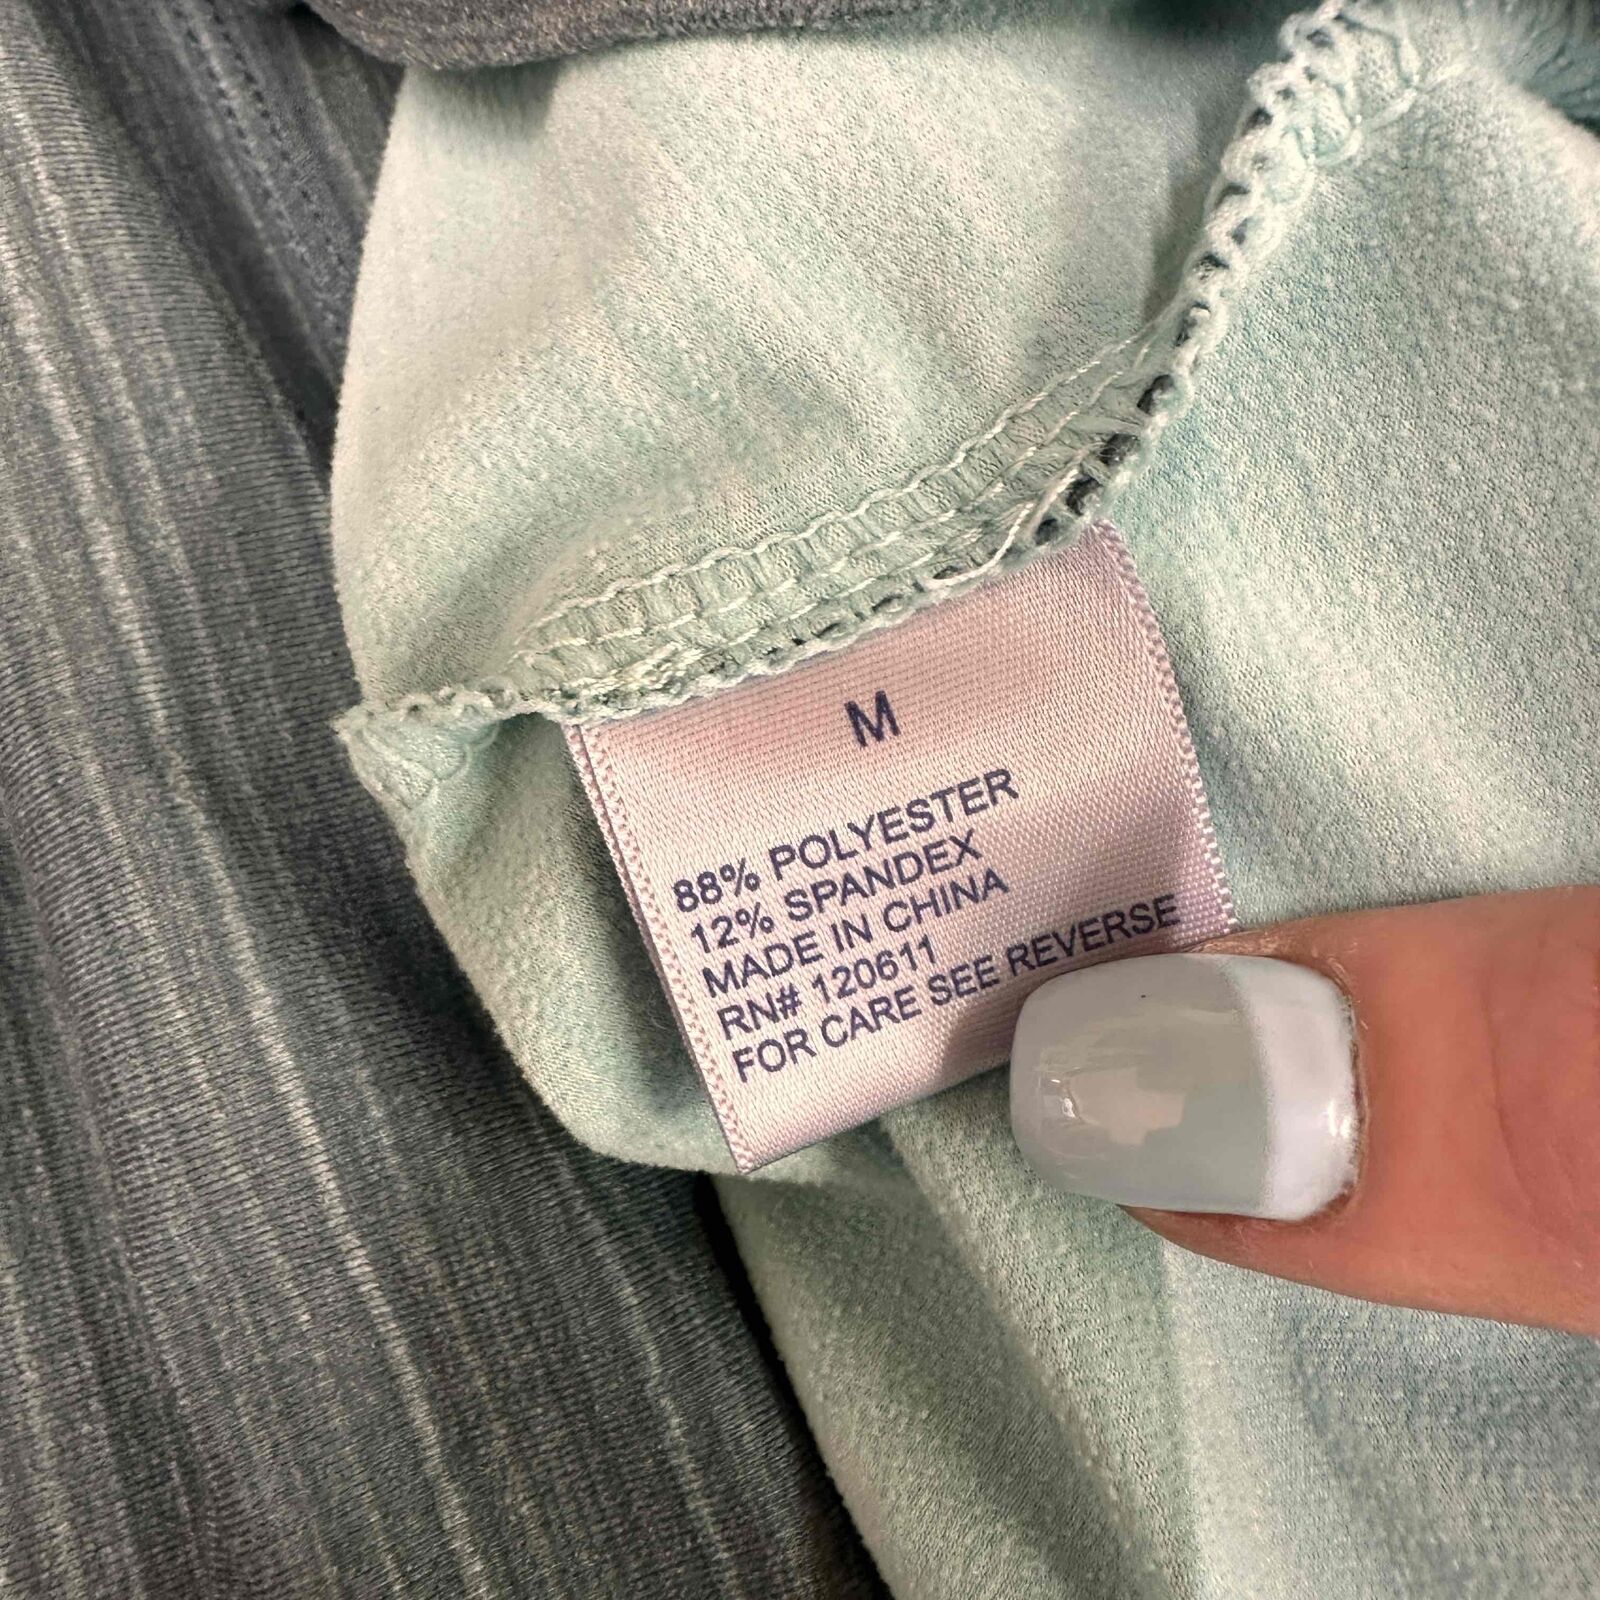 M
88% POLYESTER
12% SPANDEX
MADE IN CHINA
RN# 120611
FOR CARE SEE REVERSE